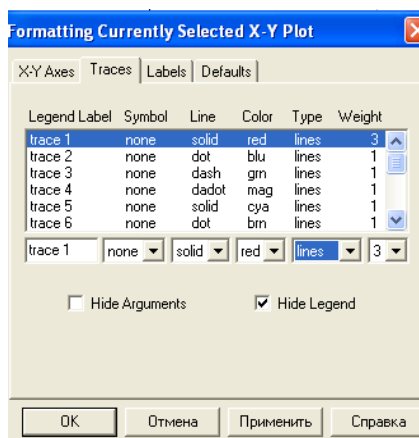 Formatting Currently Selected X-Y Plot
X-Y Axes Traces Labels Defaults
Legend Label Symbol Line Color Type Weight
trace 1 none solid red lines 3
trace 2 none dot blu lines 1
trace 3 none dash grn lines 1
trace 4 none dadot mag lines 1
trace 5 none solid cya lines 1
trace 6 none dot brn lines 1
trace 1 none solid red lines 3
Hide Arguments Hide Legend
OK Отмена Применить Справка